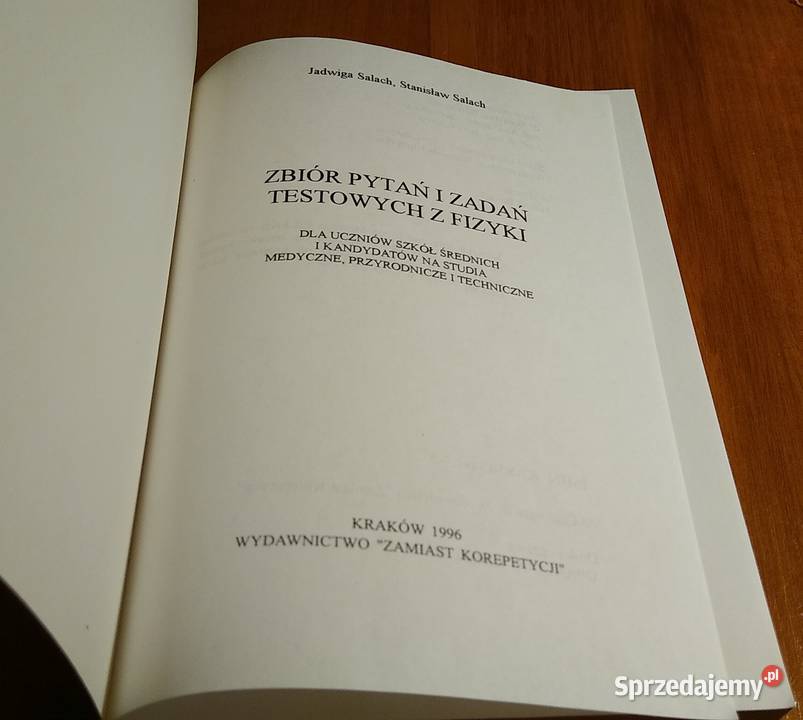 Jadwiga Salach, Stanisław Salach
ZBIÓR PYTAŃ I ZADAŃ
TESTOWYCH Z FIZYKI
DLA UCZNIÓW SZKÓŁ ŚREDNICH
I KANDYDATÓW NA STUDIA
MEDYCZNE, PRZYRODNICZE I TECHNICZNE
KRAKÓW 1996
WYDAWNICTWO "ZAMIAST KOREPETYCJI"
Sprzedajemy.pl